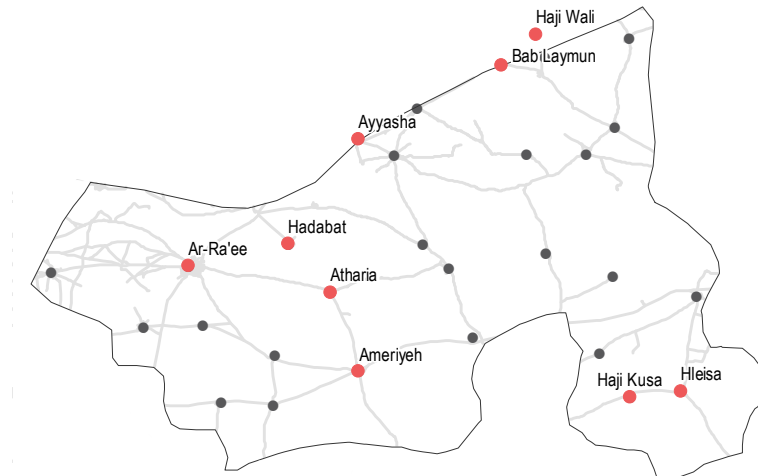 Haji Wali
Bab Laymun
Ayyasha
Hadabat
Ar-Ra'ee
Atharia
Ameriyeh
Haji Kusa
Hleisa